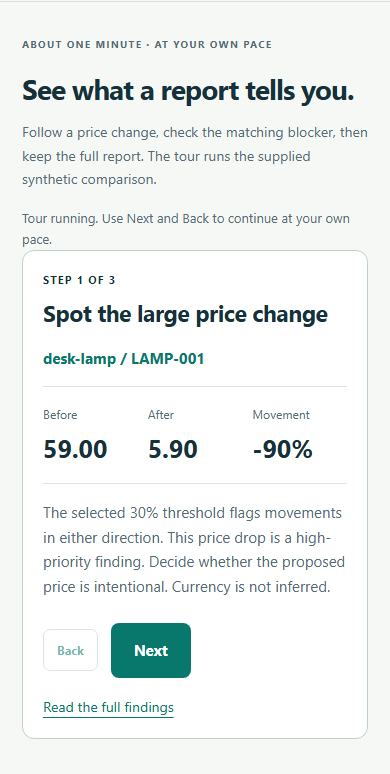 ABOUT ONE MINUTE · AT YOUR OWN PACE
See what a report tells you.
Follow a price change, check the matching blocker, then
keep the full report. The tour runs the supplied
synthetic comparison.
Tour running. Use Next and Back to continue at your own
pace.
STEP 1 OF 3
Spot the large price change
desk-lamp / LAMP-001
Before After Movement
59.00 5.90 -90%
The selected 30% threshold flags movements
in either direction. This price drop is a high-
priority finding. Decide whether the proposed
price is intentional. Currency is not inferred.
Back Next
Read the full findings